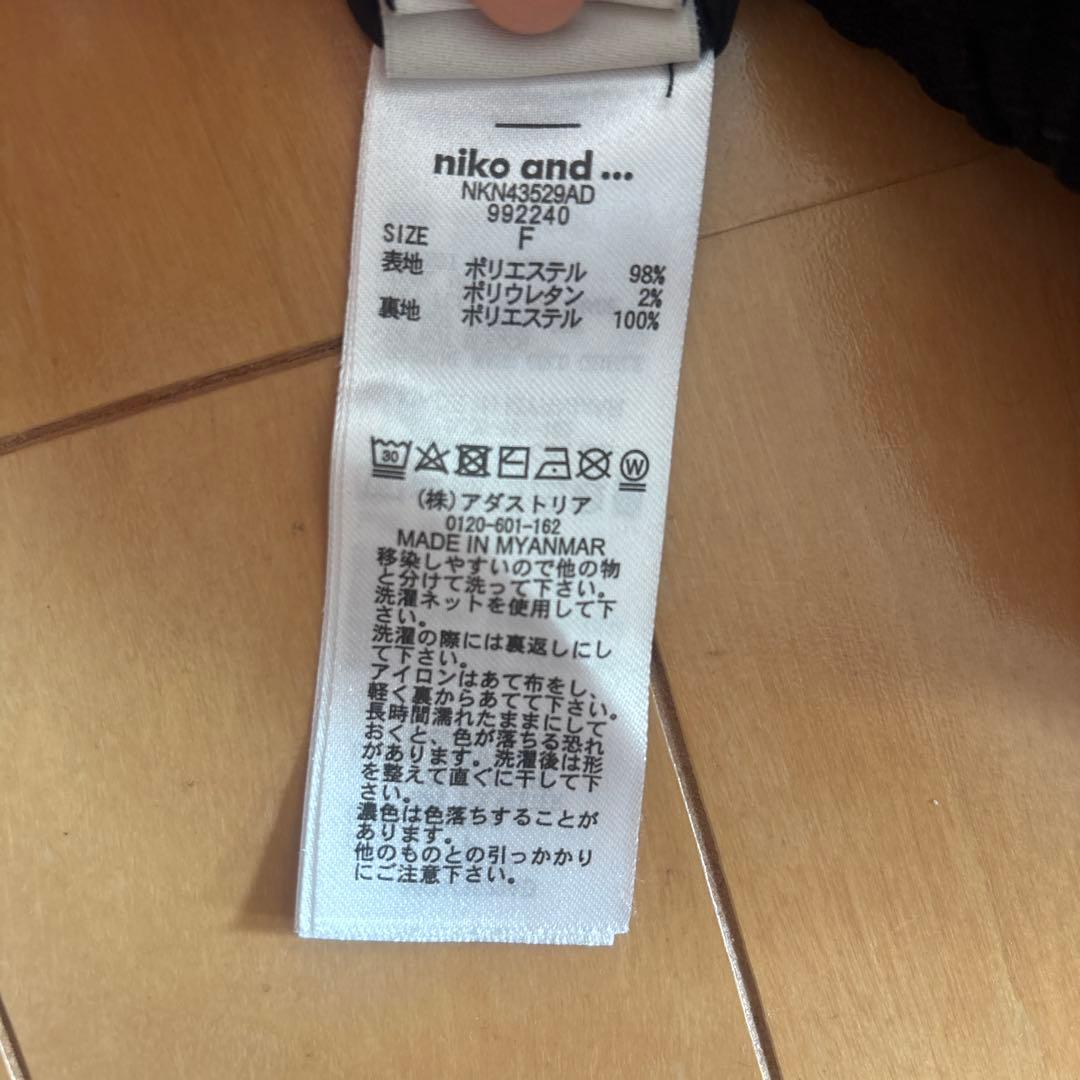 niko and ...
NKN43529AD
992240
SIZE F
表地 ポリエステル 98%
ポリウレタン 2%
裏地 ポリエステル 100%
30
W
(株)アダストリア
0120-601-162
MADE IN MYANMAR
移染しやすいので他の物
と分けて洗って下さい。
洗濯ネットを使用して下
さい。
洗濯の際には裏返しにし
て下さい。
アイロンはあて布をし、
軽く裏からあてて下さい。
長時間濡れたままにして
おくと、色が落ちる恐れ
があります。洗濯後は形
を整えて直ぐに干して下
さい。
濃色は色落ちすることが
あります。
他のものとの引っかかり
にご注意下さい。